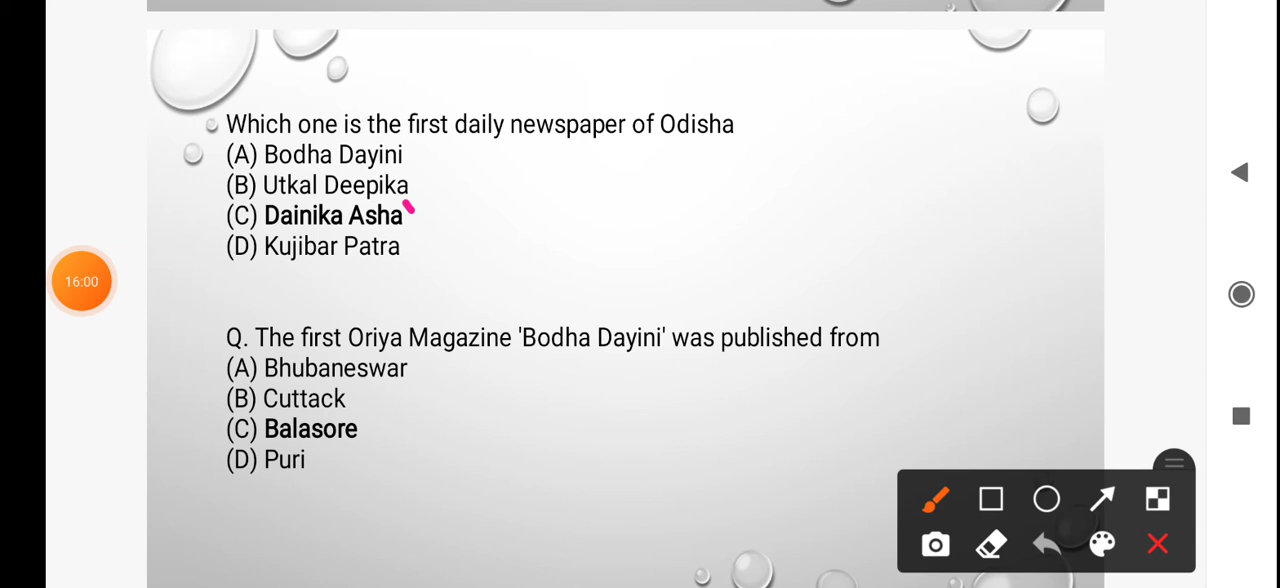 Which one is the first daily newspaper of Odisha
(A) Bodha Dayini
(B) Utkal Deepika
(C) Dainika Asha
(D) Kujibar Patra
16:00
Q. The first Oriya Magazine 'Bodha Dayini' was published from
(A) Bhubaneswar
(B) Cuttack
(C) Balasore
(D) Puri